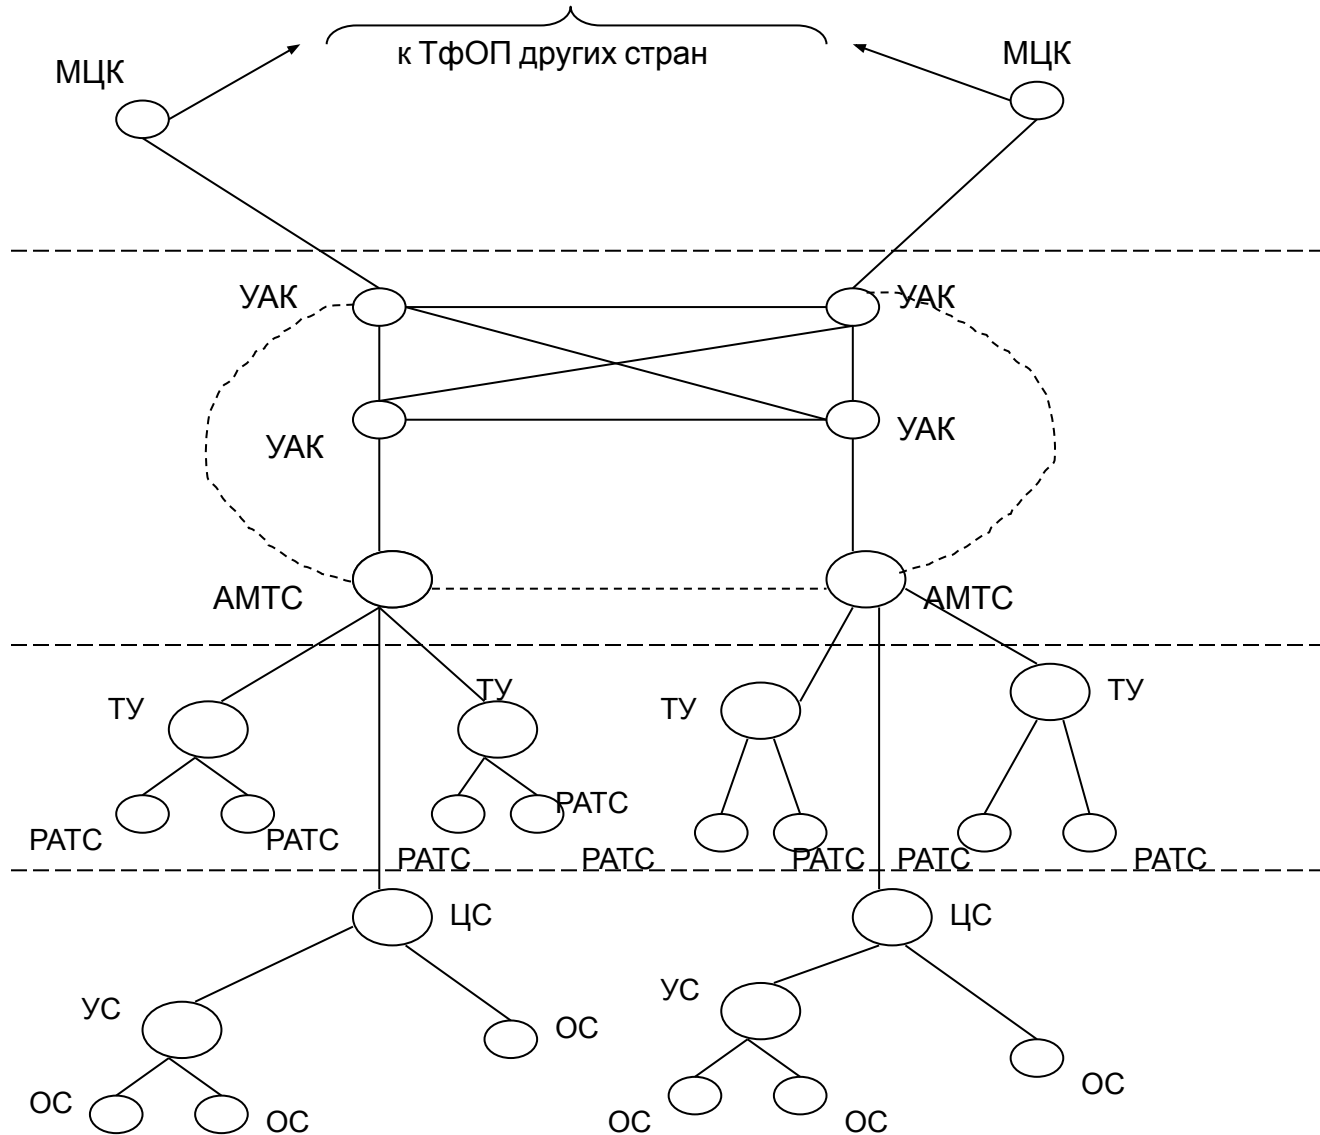 к ТфОП других стран
МЦК
МЦК
УАК
УАК
УАК
УАК
АМТС
АМТС
ТУ
ТУ
ТУ
ТУ
РАТС
РАТС
РАТС
РАТС
РАТС
РАТС
РАТС
РАТС
ЦС
ЦС
УС
УС
ОС
ОС
ОС
ОС
ОС
ОС